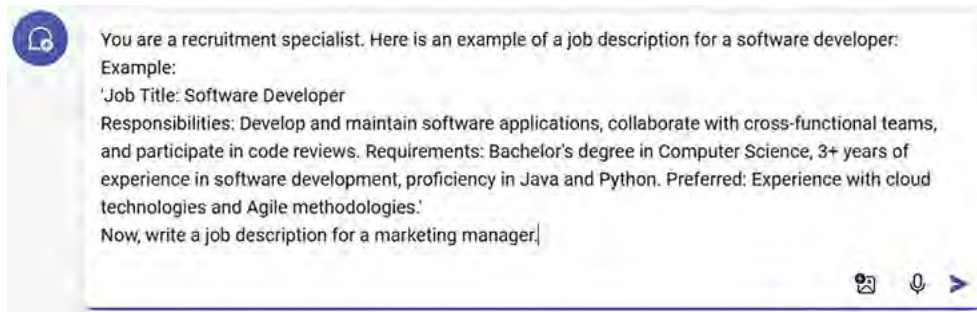 You are a recruitment specialist. Here is an example of a job description for a software developer:
Example:
'Job Title: Software Developer
Responsibilities: Develop and maintain software applications, collaborate with cross-functional teams,
and participate in code reviews. Requirements: Bachelor's degree in Computer Science, 3+ years of
experience in software development, proficiency in Java and Python. Preferred: Experience with cloud
technologies and Agile methodologies.'
Now, write a job description for a marketing manager.